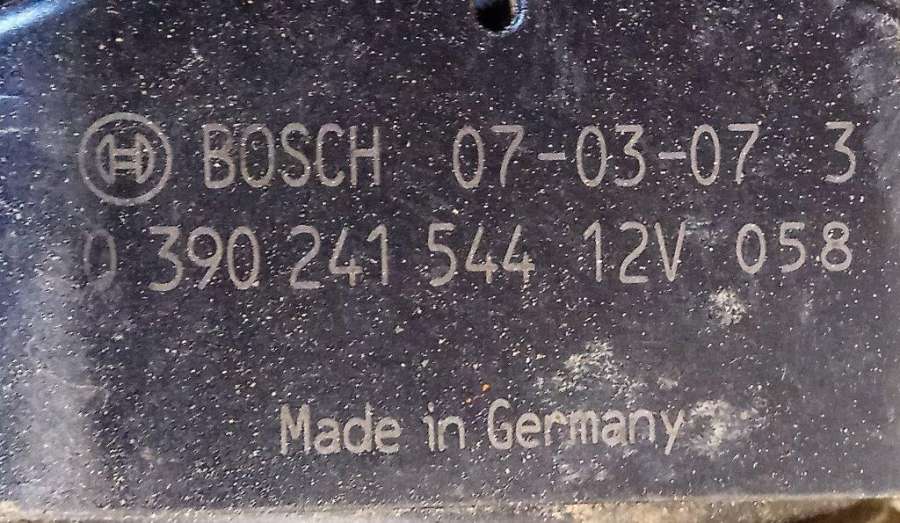 BOSCH 07-03-07 3
0 390 241 544 12V 058
Made in Germany